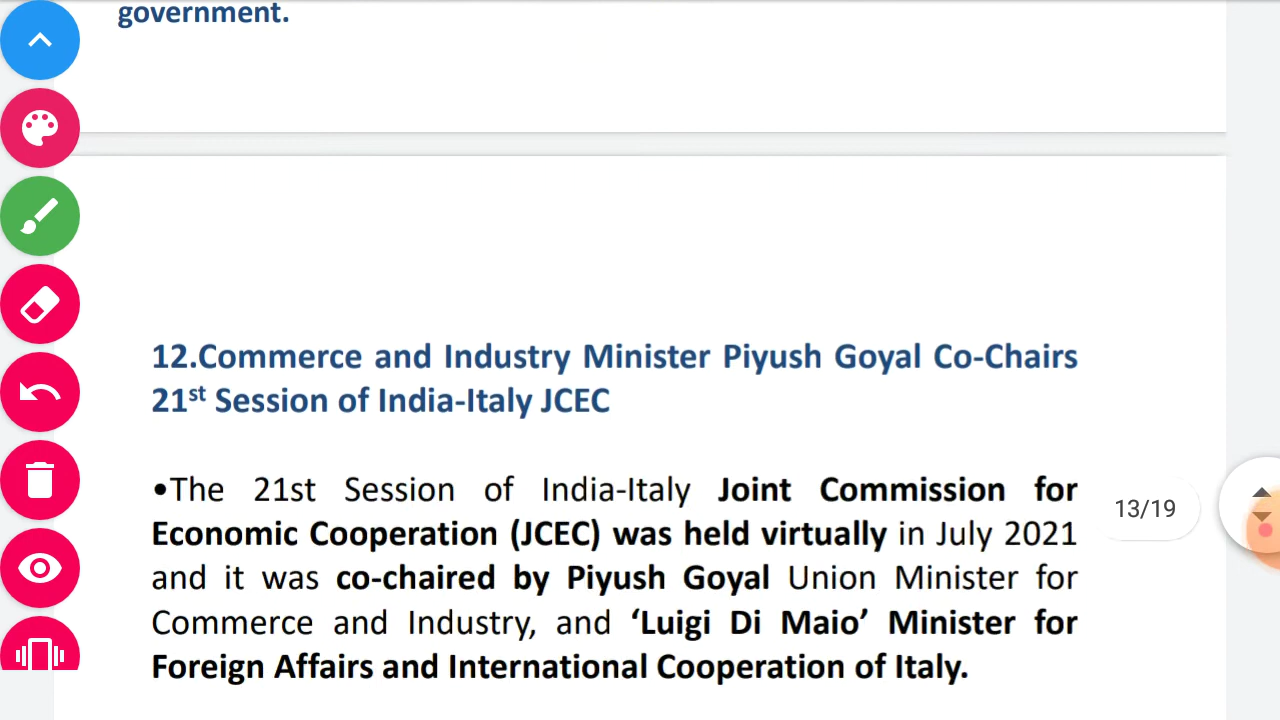 government.
12.Commerce and Industry Minister Piyush Goyal Co-Chairs
21st Session of India-Italy JCEC
•The 21st Session of India-Italy Joint Commission for
Economic Cooperation (JCEC) was held virtually in July 2021
and it was co-chaired by Piyush Goyal Union Minister for
Commerce and Industry, and ‘Luigi Di Maio’ Minister for
Foreign Affairs and International Cooperation of Italy.
13/19